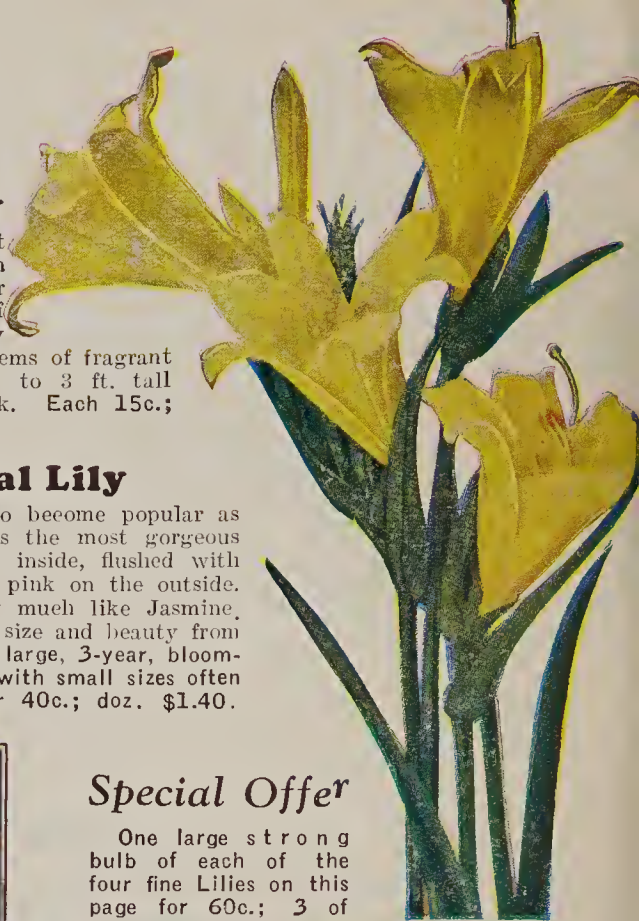 ems of fragrant
to 3 ft. tall
k. Each 15c.;
al Lily
o become popular as
s the most gorgeous
inside, flushed with
pink on the outside.
much like Jasmine.
size and beauty from
large, 3-year, bloom-
with small sizes often
r 40c.; doz. $1.40.
Special Offer
One large strong
bulb of each of the
four fine Lilies on this
page for 60c.; 3 of